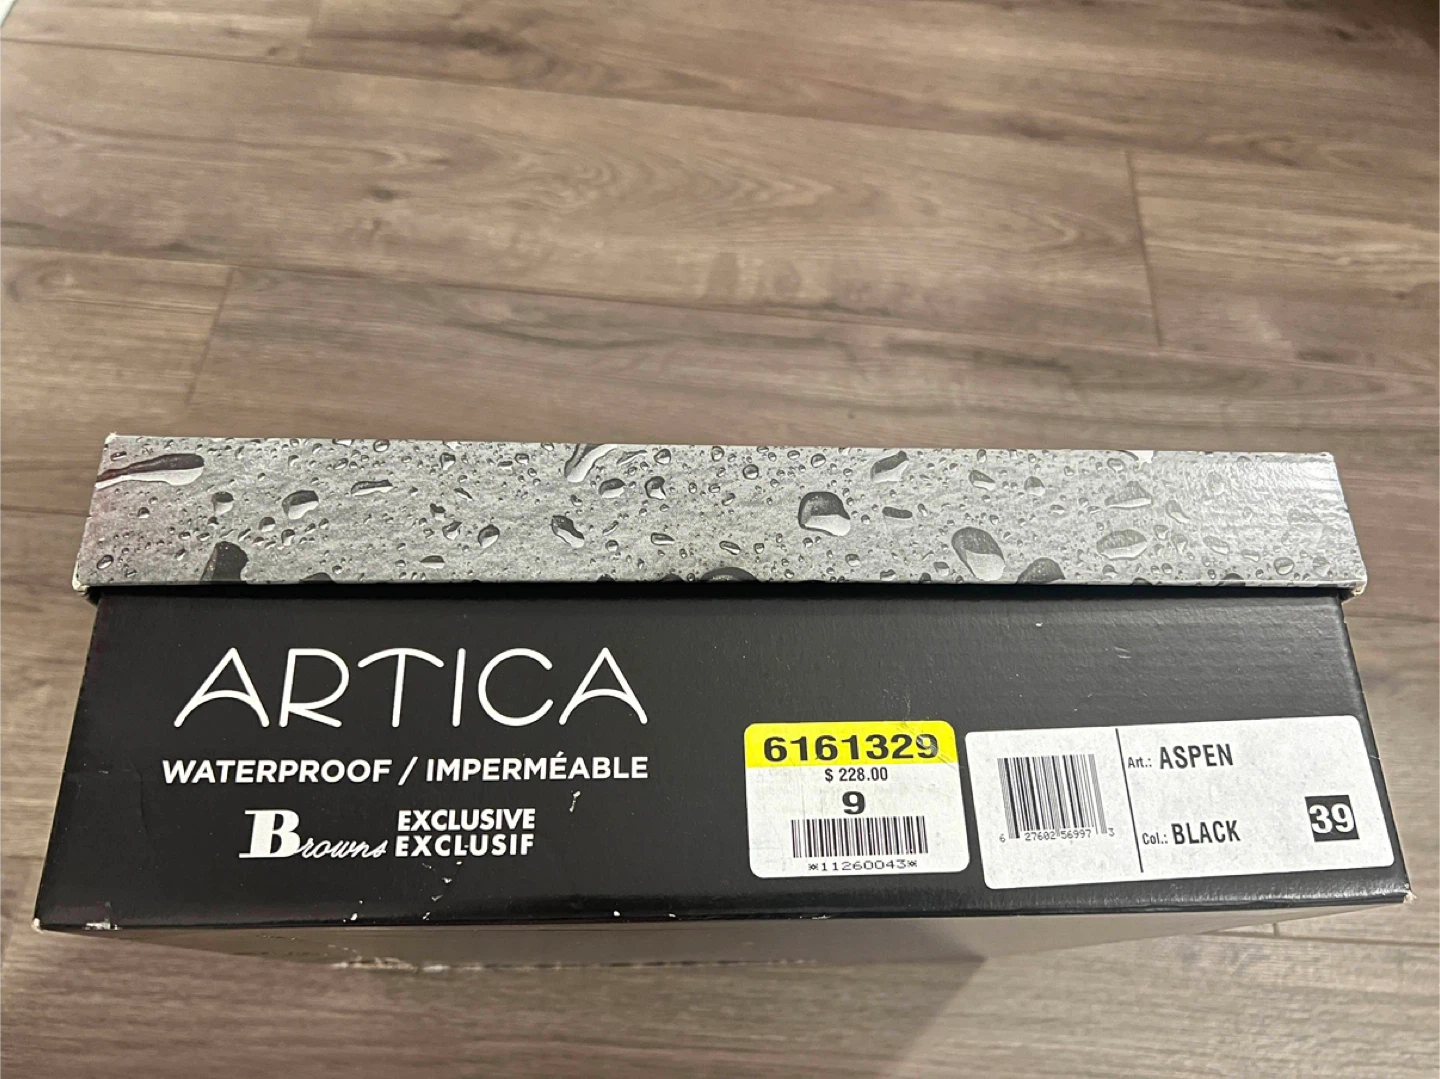 ARTICA
WATERPROOF / IMPERMÉABLE
Browns EXCLUSIVE
EXCLUSIF
6161329
$ 228.00
9
*11260043*
6 27602 56997 3
Art.: ASPEN
Col.: BLACK
39